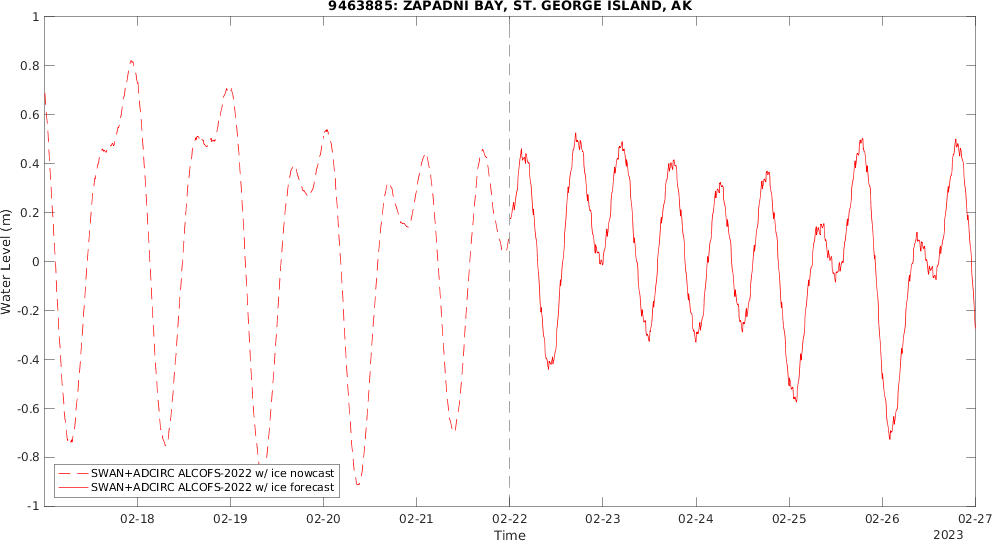 9463885: ZAPADNI BAY, ST. GEORGE ISLAND, AK
1
0.8
0.6
0.4
0.2
0
-0.2
-0.4
-0.6
-0.8
-1
Water Level (m)
SWAN+ADCIRC ALCOFS-2022 w/ ice nowcast
SWAN+ADCIRC ALCOFS-2022 w/ ice forecast
02-18 02-19 02-20 02-21 02-22 02-23 02-24 02-25 02-26 02-27
Time
2023